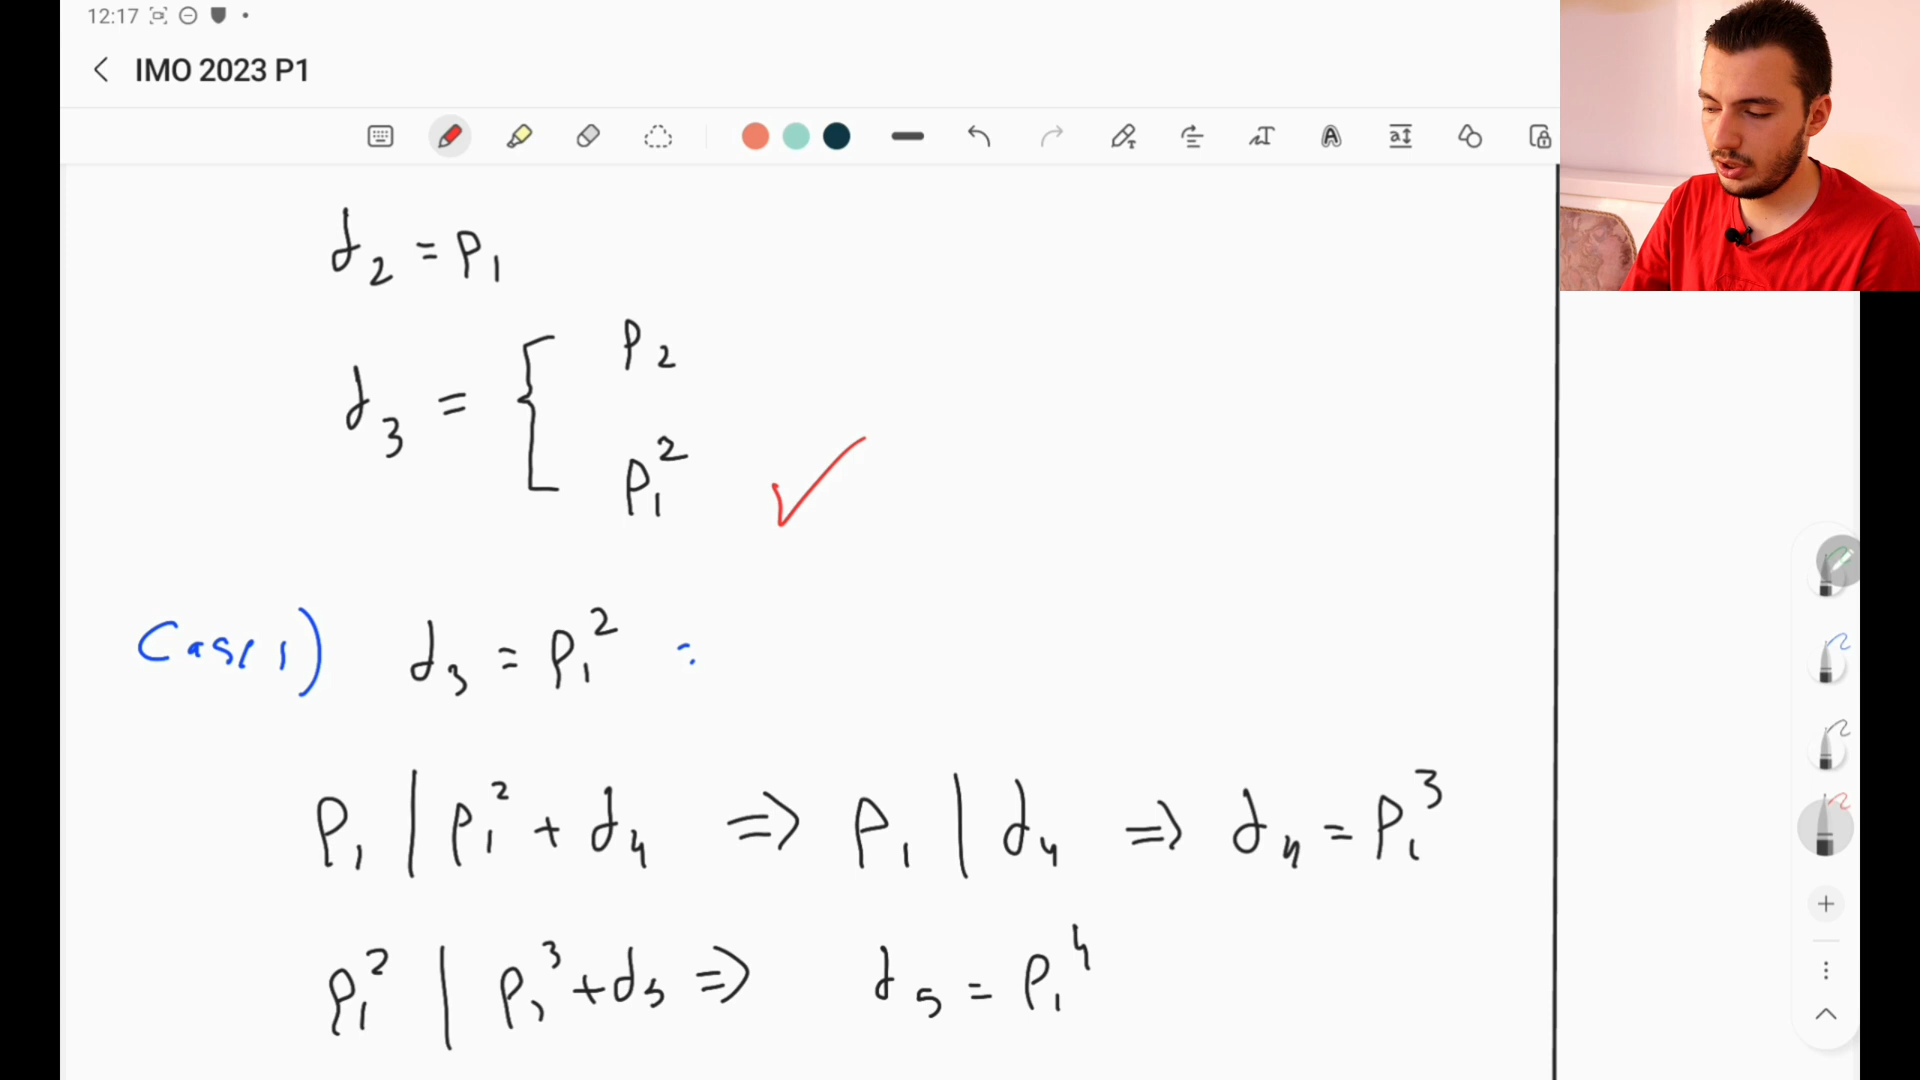 12:17
IMO 2023 P1
d₂ = P₁
d₃ = { P₂
P₁²
Case 1) d₃ = P₁² :
P₁ | P₁² + d₄ => P₁ | d₄ => d₄ = P₁³
P₁² | P₁³ + d₅ => d₅ = P₁⁴